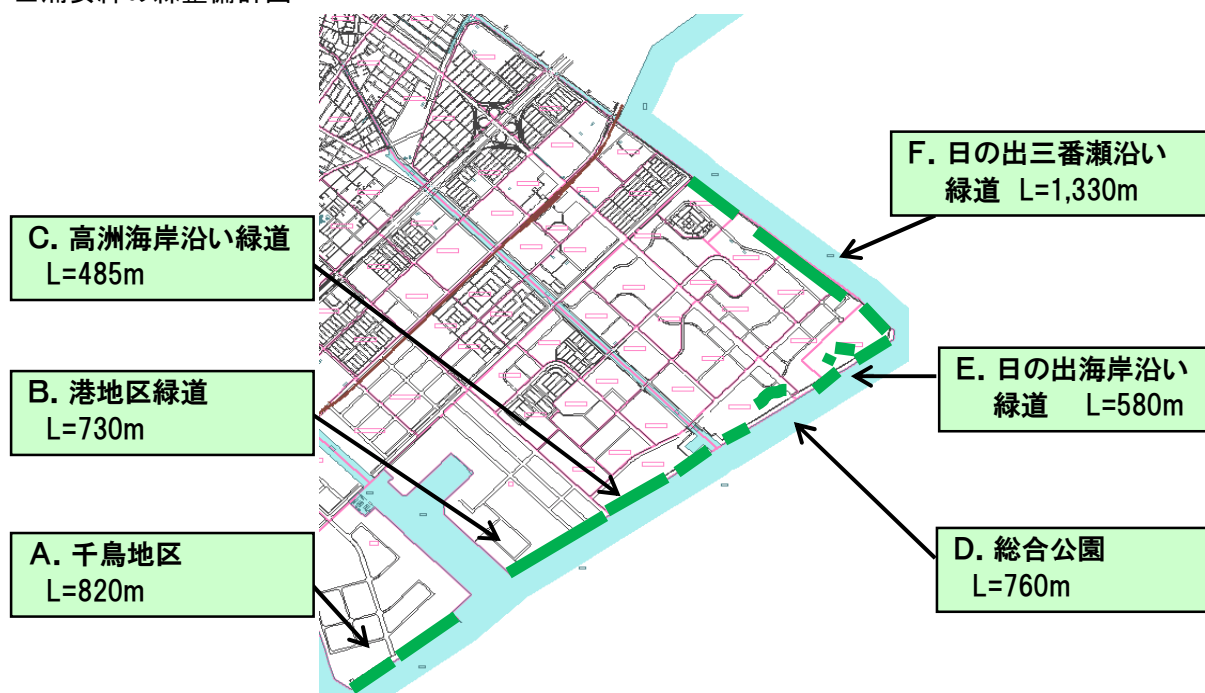 F. 日の出三番瀬沿い
緑道 L=1,330m
C. 高洲海岸沿い緑道
L=485m
E. 日の出海岸沿い
緑道 L=580m
B. 港地区緑道
L=730m
D. 総合公園
L=760m
A. 千鳥地区
L=820m